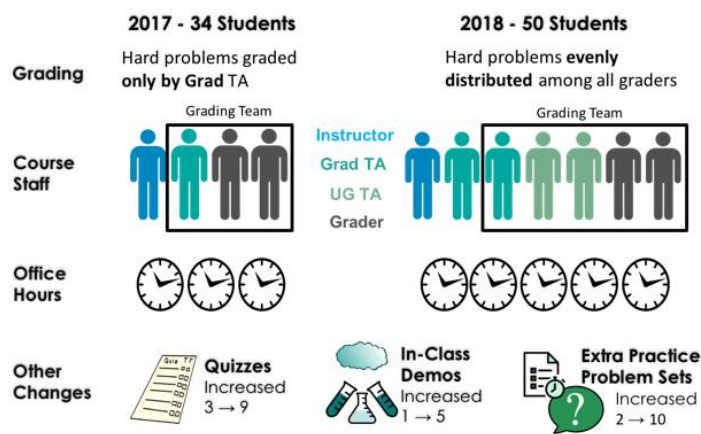 2017 - 34 Students
2018 - 50 Students
Grading
Hard problems graded
only by Grad TA
Hard problems evenly
distributed among all graders
Course
Staff
Grading Team
Instructor
Grad TA
UG TA
Grader
Grading Team
Office
Hours
Other
Changes
Quiz T F
Quizzes
Increased
3 → 9
In-Class
Demos
Increased
1 → 5
?
Extra Practice
Problem Sets
Increased
2 → 10